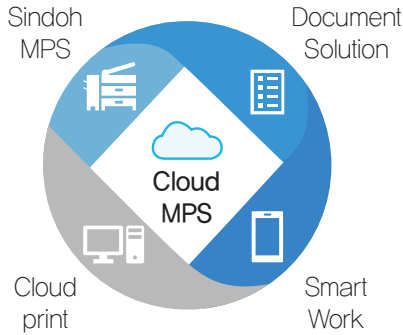 Sindoh
MPS
Document
Solution
Cloud
MPS
Cloud
print
Smart
Work